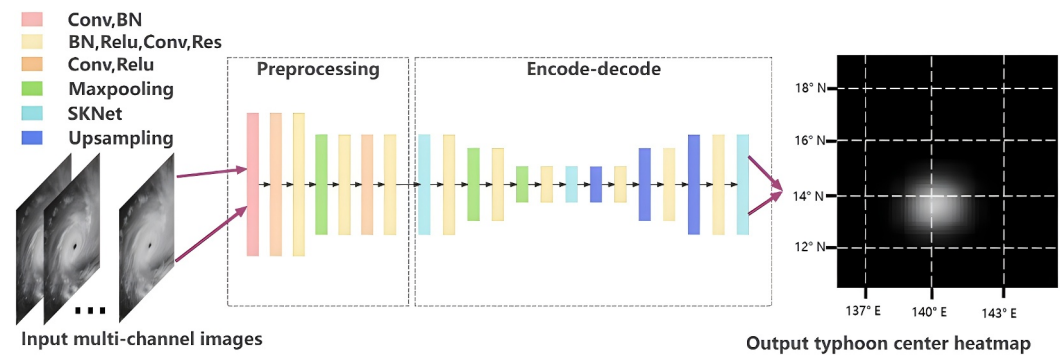 Conv,BN
BN,Relu,Conv,Res
Conv,Relu
Maxpooling
SKNet
Upsampling
Preprocessing
Encode-decode
Input multi-channel images
18° N
16° N
14° N
12° N
137° E 140° E 143° E
Output typhoon center heatmap